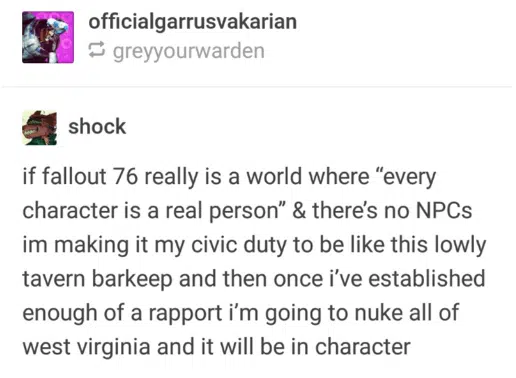 officialgarrusvakarian
greyyourwarden
shock
if fallout 76 really is a world where “every
character is a real person” & there’s no NPCs
im making it my civic duty to be like this lowly
tavern barkeep and then once i’ve established
enough of a rapport i’m going to nuke all of
west virginia and it will be in character